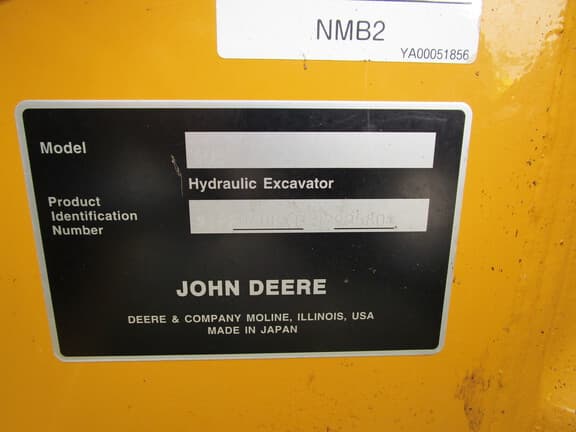 NMB2
YA00051856
Model
Hydraulic Excavator
Product
Identification
Number
JOHN DEERE
DEERE & COMPANY MOLINE, ILLINOIS, USA
MADE IN JAPAN